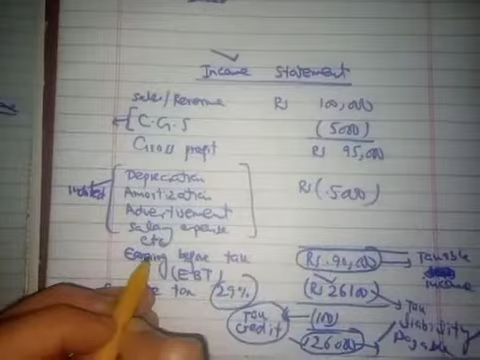 Income Statement
Sales/Revenue Rs 100,000
C.G.S (5000)
Gross profit Rs 95,000
Depreciation
Amortization Rs (5000)
Advertisement
Salary expense
etc
Earning before tax Rs. 90,000 Taxable income
(EBT)
tax 29% (Rs 26100) Tax liability payable
Tax credit (100)
26000